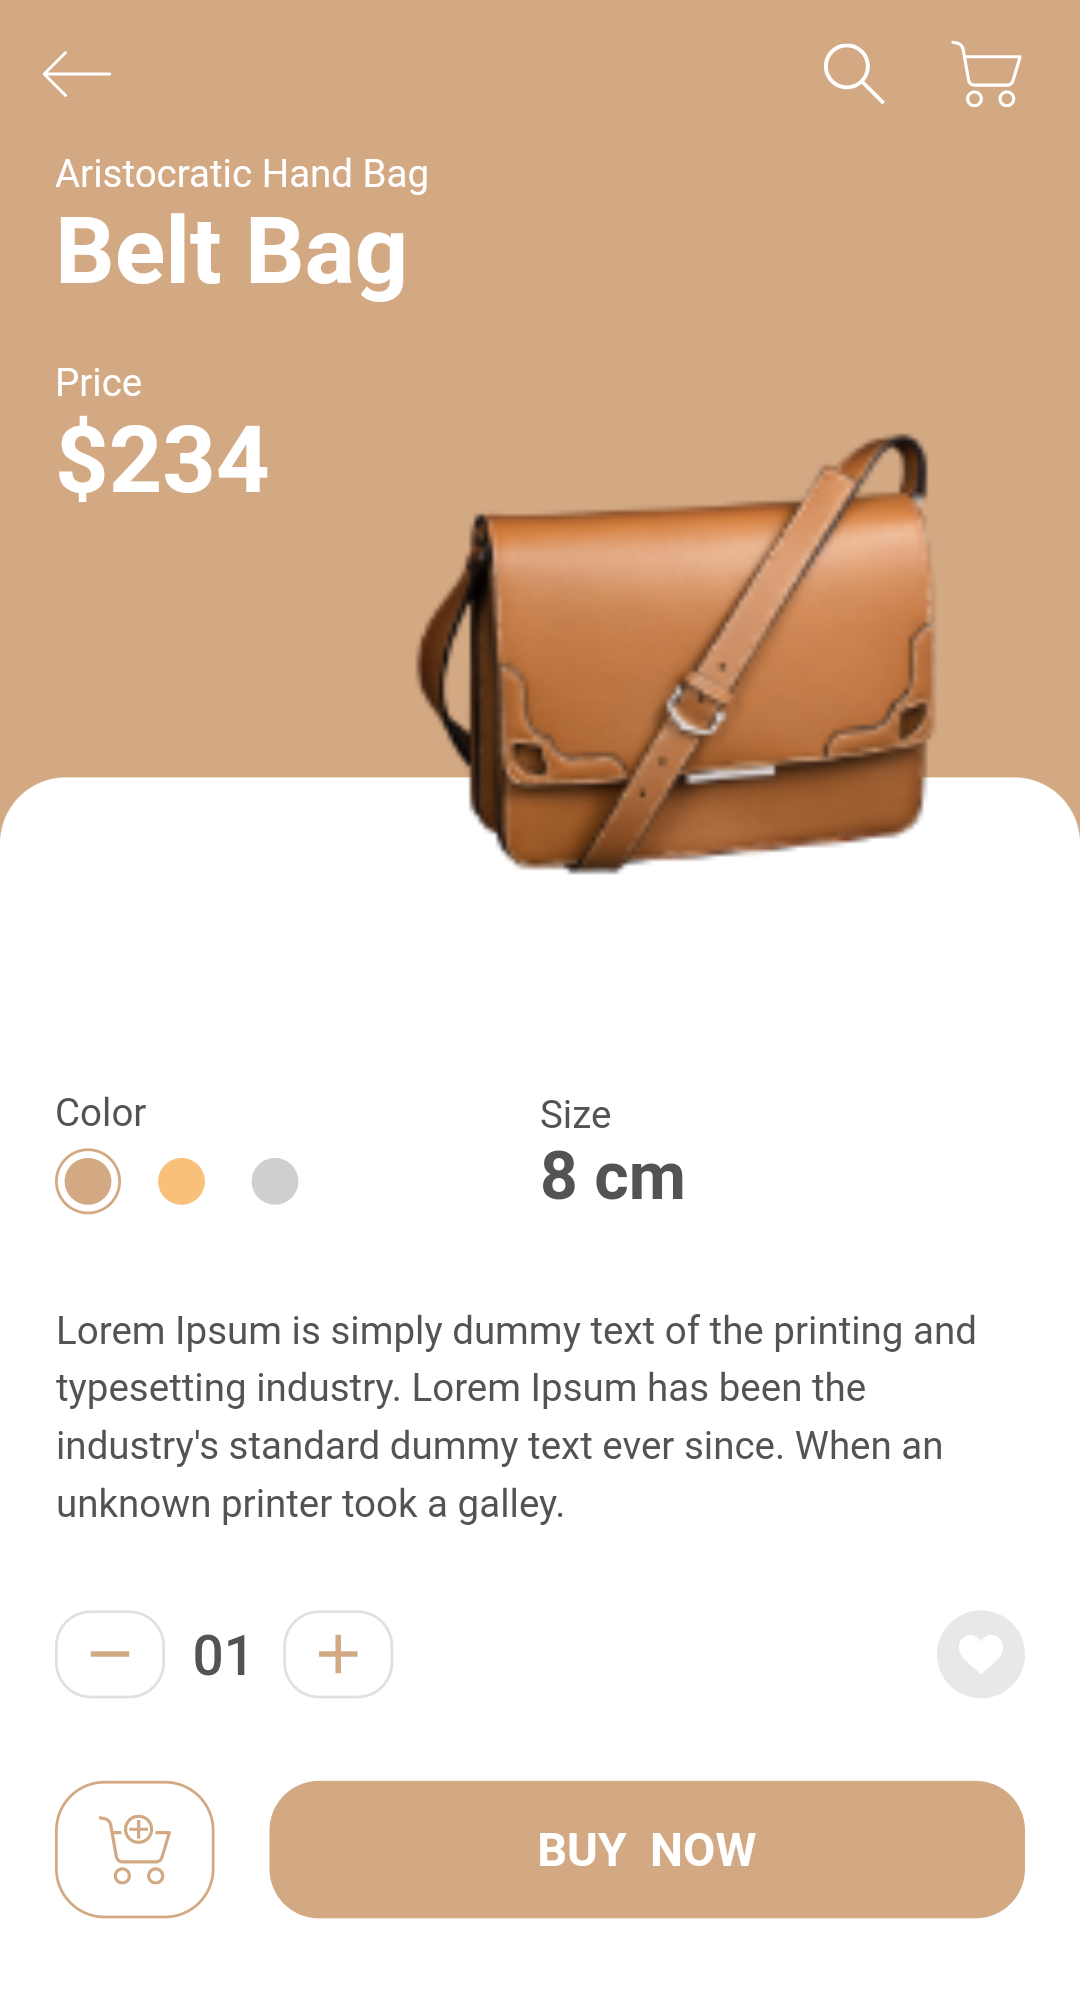 Aristocratic Hand Bag
Belt Bag
Price
$234
Color
Size
8 cm
Lorem Ipsum is simply dummy text of the printing and
typesetting industry. Lorem Ipsum has been the
industry's standard dummy text ever since. When an
unknown printer took a galley.
01
BUY NOW